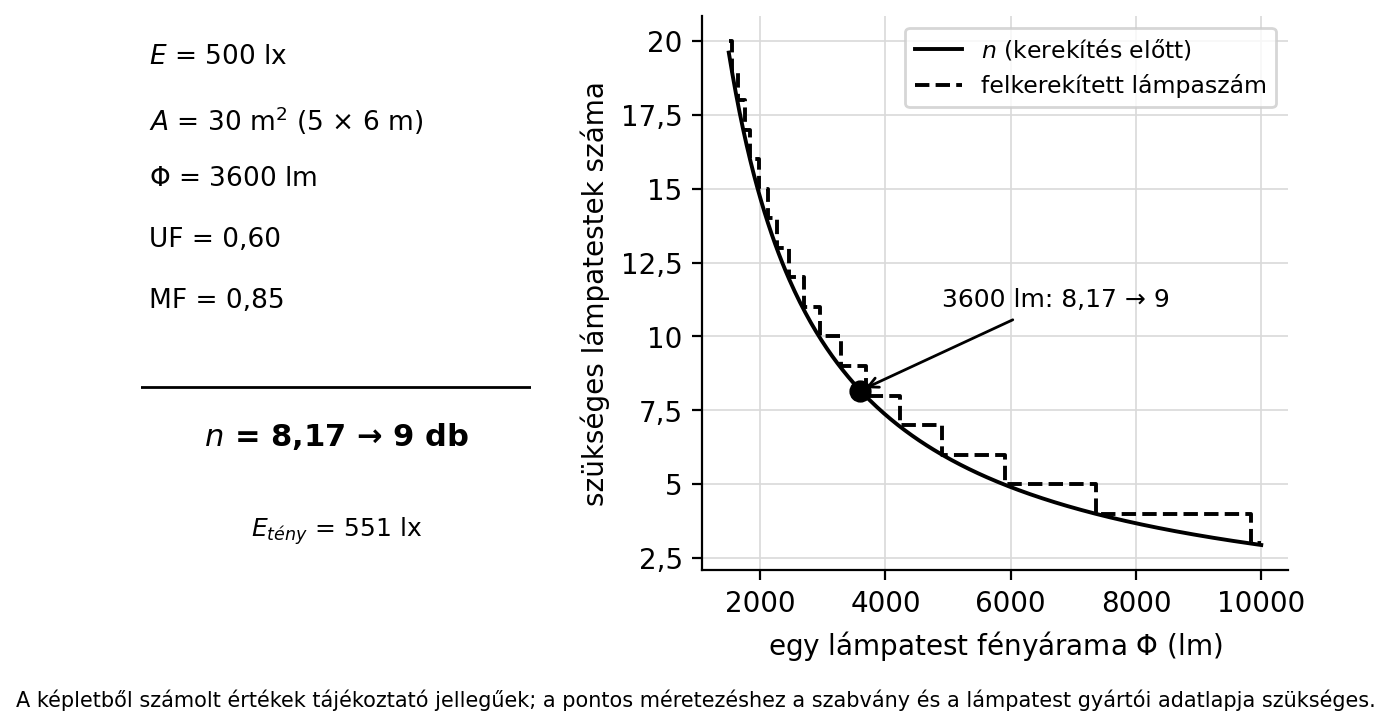 E = 500 lx
A = 30 m² (5 × 6 m)
Φ = 3600 lm
UF = 0,60
MF = 0,85
n = 8,17 → 9 db
Etény = 551 lx
szükséges lámpatestek száma
20
17,5
15
12,5
10
7,5
5
2,5
n (kerekítés előtt)
felkerekített lámpaszám
3600 lm: 8,17 → 9
2000 4000 6000 8000 10000
egy lámpatest fényárama Φ (lm)
A képletből számolt értékek tájékoztató jellegűek; a pontos méretezéshez a szabvány és a lámpatest gyártói adatlapja szükséges.